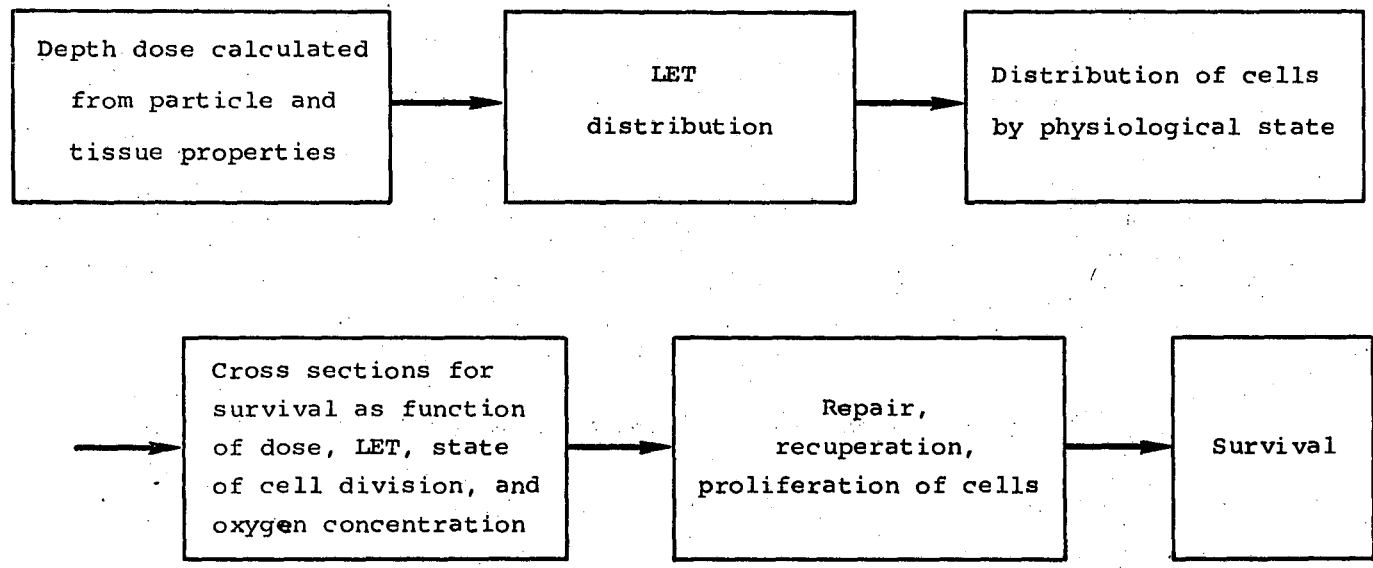 Depth dose calculated
from particle and
tissue properties
LET
distribution
Distribution of cells
by physiological state
Cross sections for
survival as function
of dose, LET, state
of cell division, and
oxygen concentration
Repair,
recuperation,
proliferation of cells
Survival